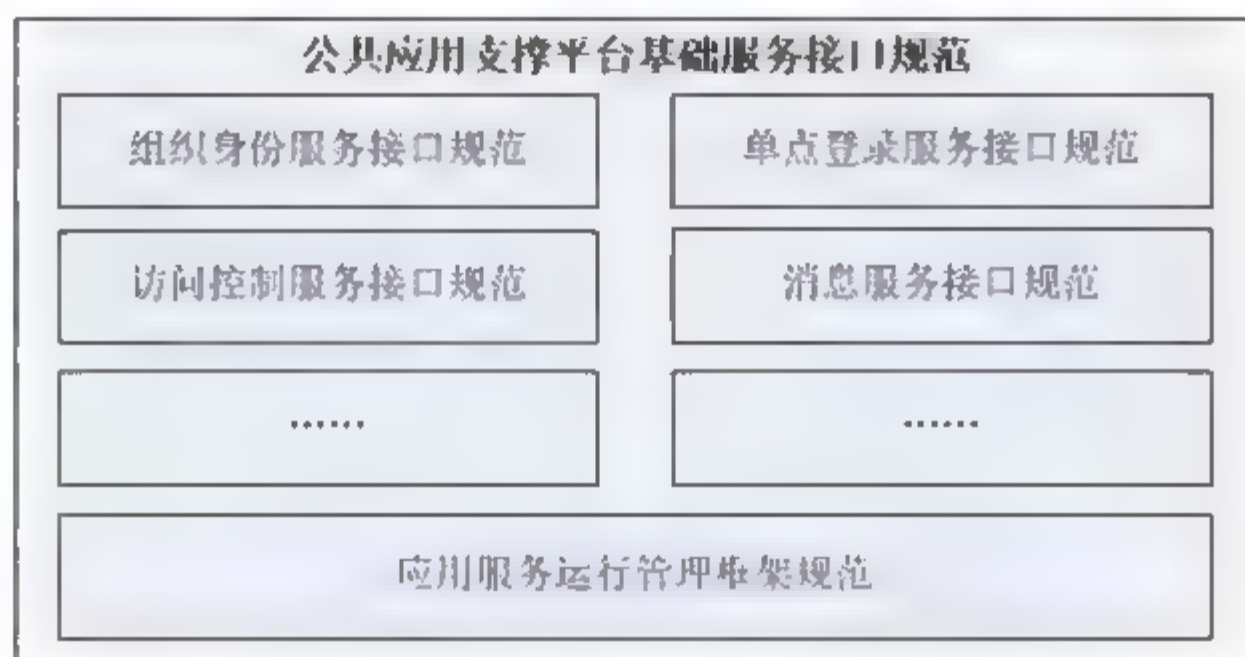 公共应用支撑平台基础服务接口规范
组织身份服务接口规范
单点登录服务接口规范
访问控制服务接口规范
消息服务接口规范
……
……
应用服务运行管理框架规范